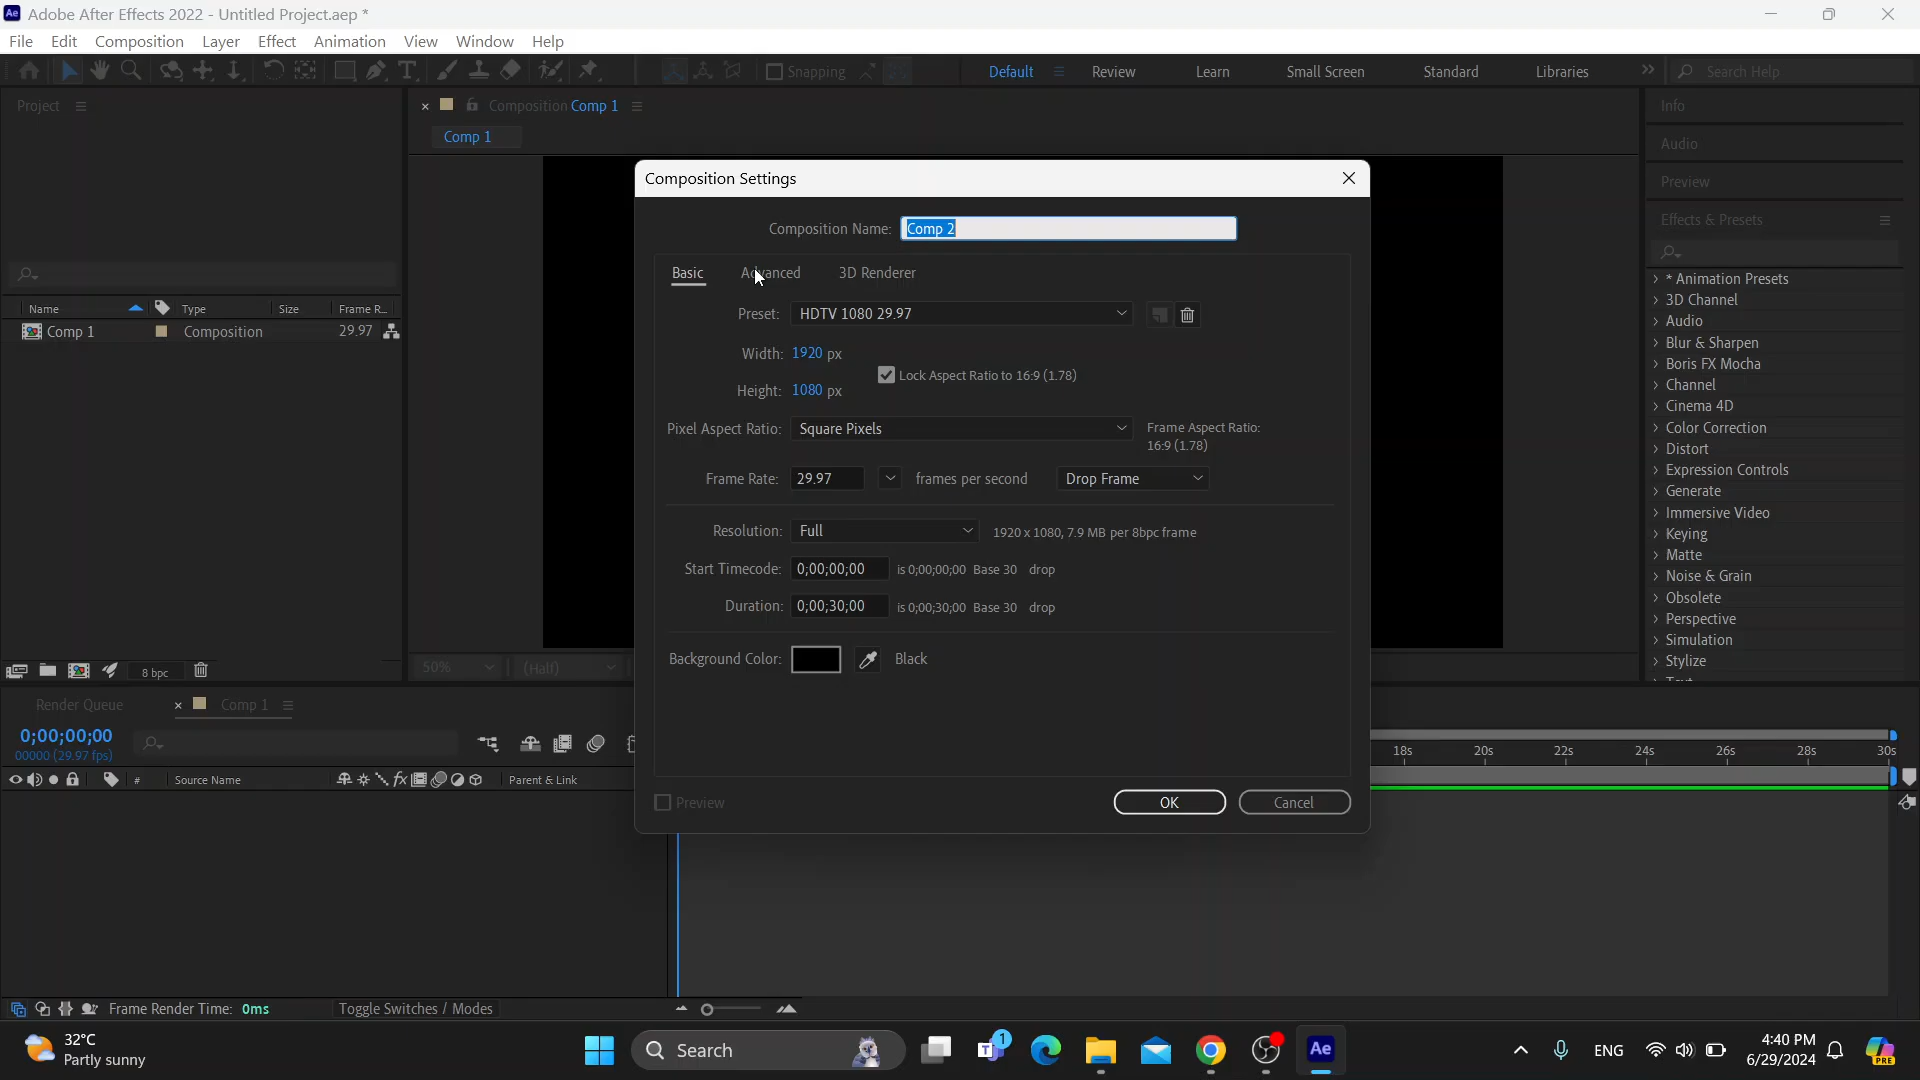 Ae Adobe After Effects 2022 - Untitled Project.aep *
File Edit Composition Layer Effect Animation View Window Help
Snapping Default Review Learn Small Screen Standard Libraries Search Help
Project
Composition Comp 1
Comp 1
Name Type Size Frame R...
Comp 1 Composition 29.97
8 bpc
50% (Half)
Composition Settings
Composition Name: Comp 2
Basic Advanced 3D Renderer
Preset: HDTV 1080 29.97
Width: 1920 px
Lock Aspect Ratio to 16:9 (1.78)
Height: 1080 px
Pixel Aspect Ratio: Square Pixels Frame Aspect Ratio:
16:9 (1.78)
Frame Rate: 29.97 frames per second Drop Frame
Resolution: Full 1920 x 1080, 7.9 MB per 8bpc frame
Start Timecode: 0;00;00;00 is 0;00;00;00 Base 30 drop
Duration: 0;00;30;00 is 0;00;30;00 Base 30 drop
Background Color: Black
Preview OK Cancel
Info
Audio
Preview
Effects & Presets
* Animation Presets
3D Channel
Audio
Blur & Sharpen
Boris FX Mocha
Channel
Cinema 4D
Color Correction
Distort
Expression Controls
Generate
Immersive Video
Keying
Matte
Noise & Grain
Obsolete
Perspective
Simulation
Stylize
Render Queue Comp 1
0;00;00;00
00000 (29.97 fps)
# Source Name fx Parent & Link
18s 20s 22s 24s 26s 28s 30s
Frame Render Time: 0ms Toggle Switches / Modes
32°C
Partly sunny
Search
1
Ae
ENG
4:40 PM
6/29/2024
PRE